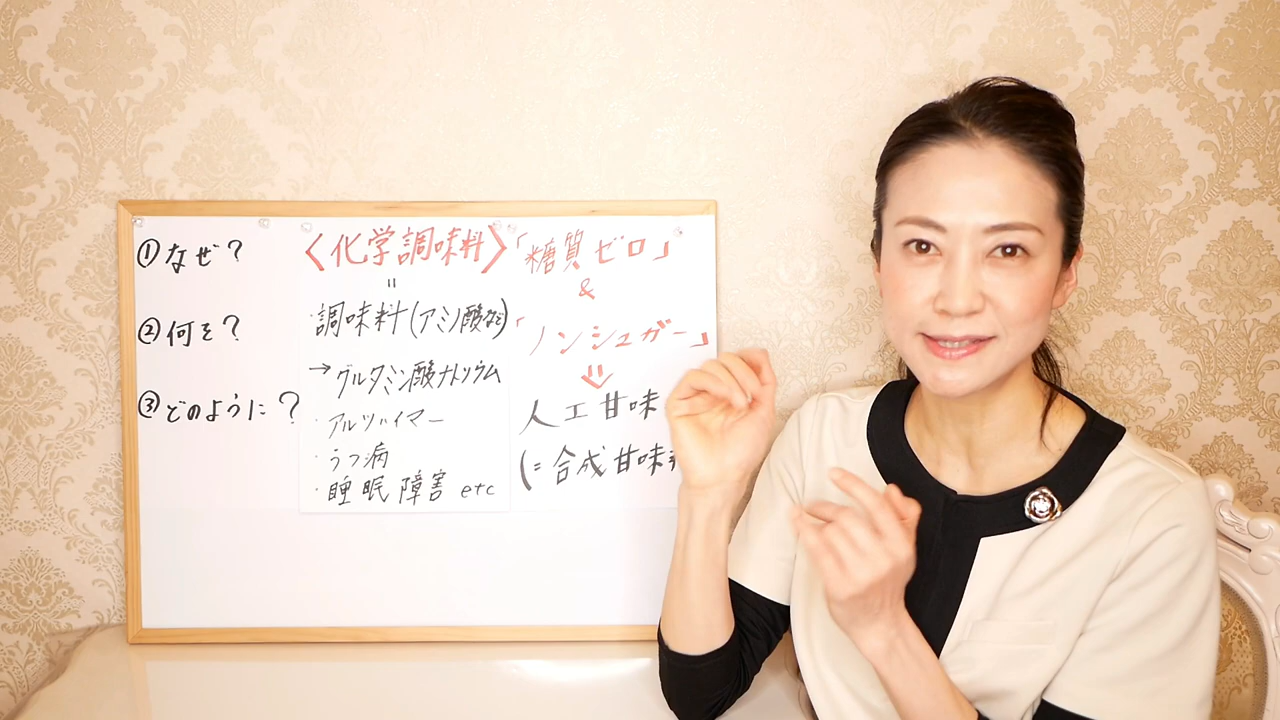 ①なぜ?
②何を?
③どのように?
〈化学調味料〉
=
・調味料(アミノ酸など)
→グルタミン酸ナトリウム
・アルツハイマー
・うつ病
・睡眠障害 etc
「糖質ゼロ」
&
「ノンシュガー」
⇓
人工甘味
(=合成甘味料